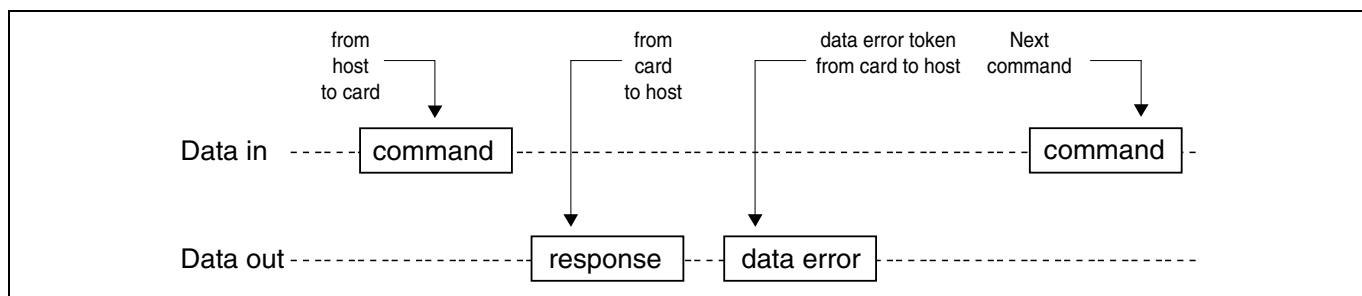 from
host
to card
from
card
to host
data error token
from card to host
Next
command
Data in
command
command
Data out
response
data error